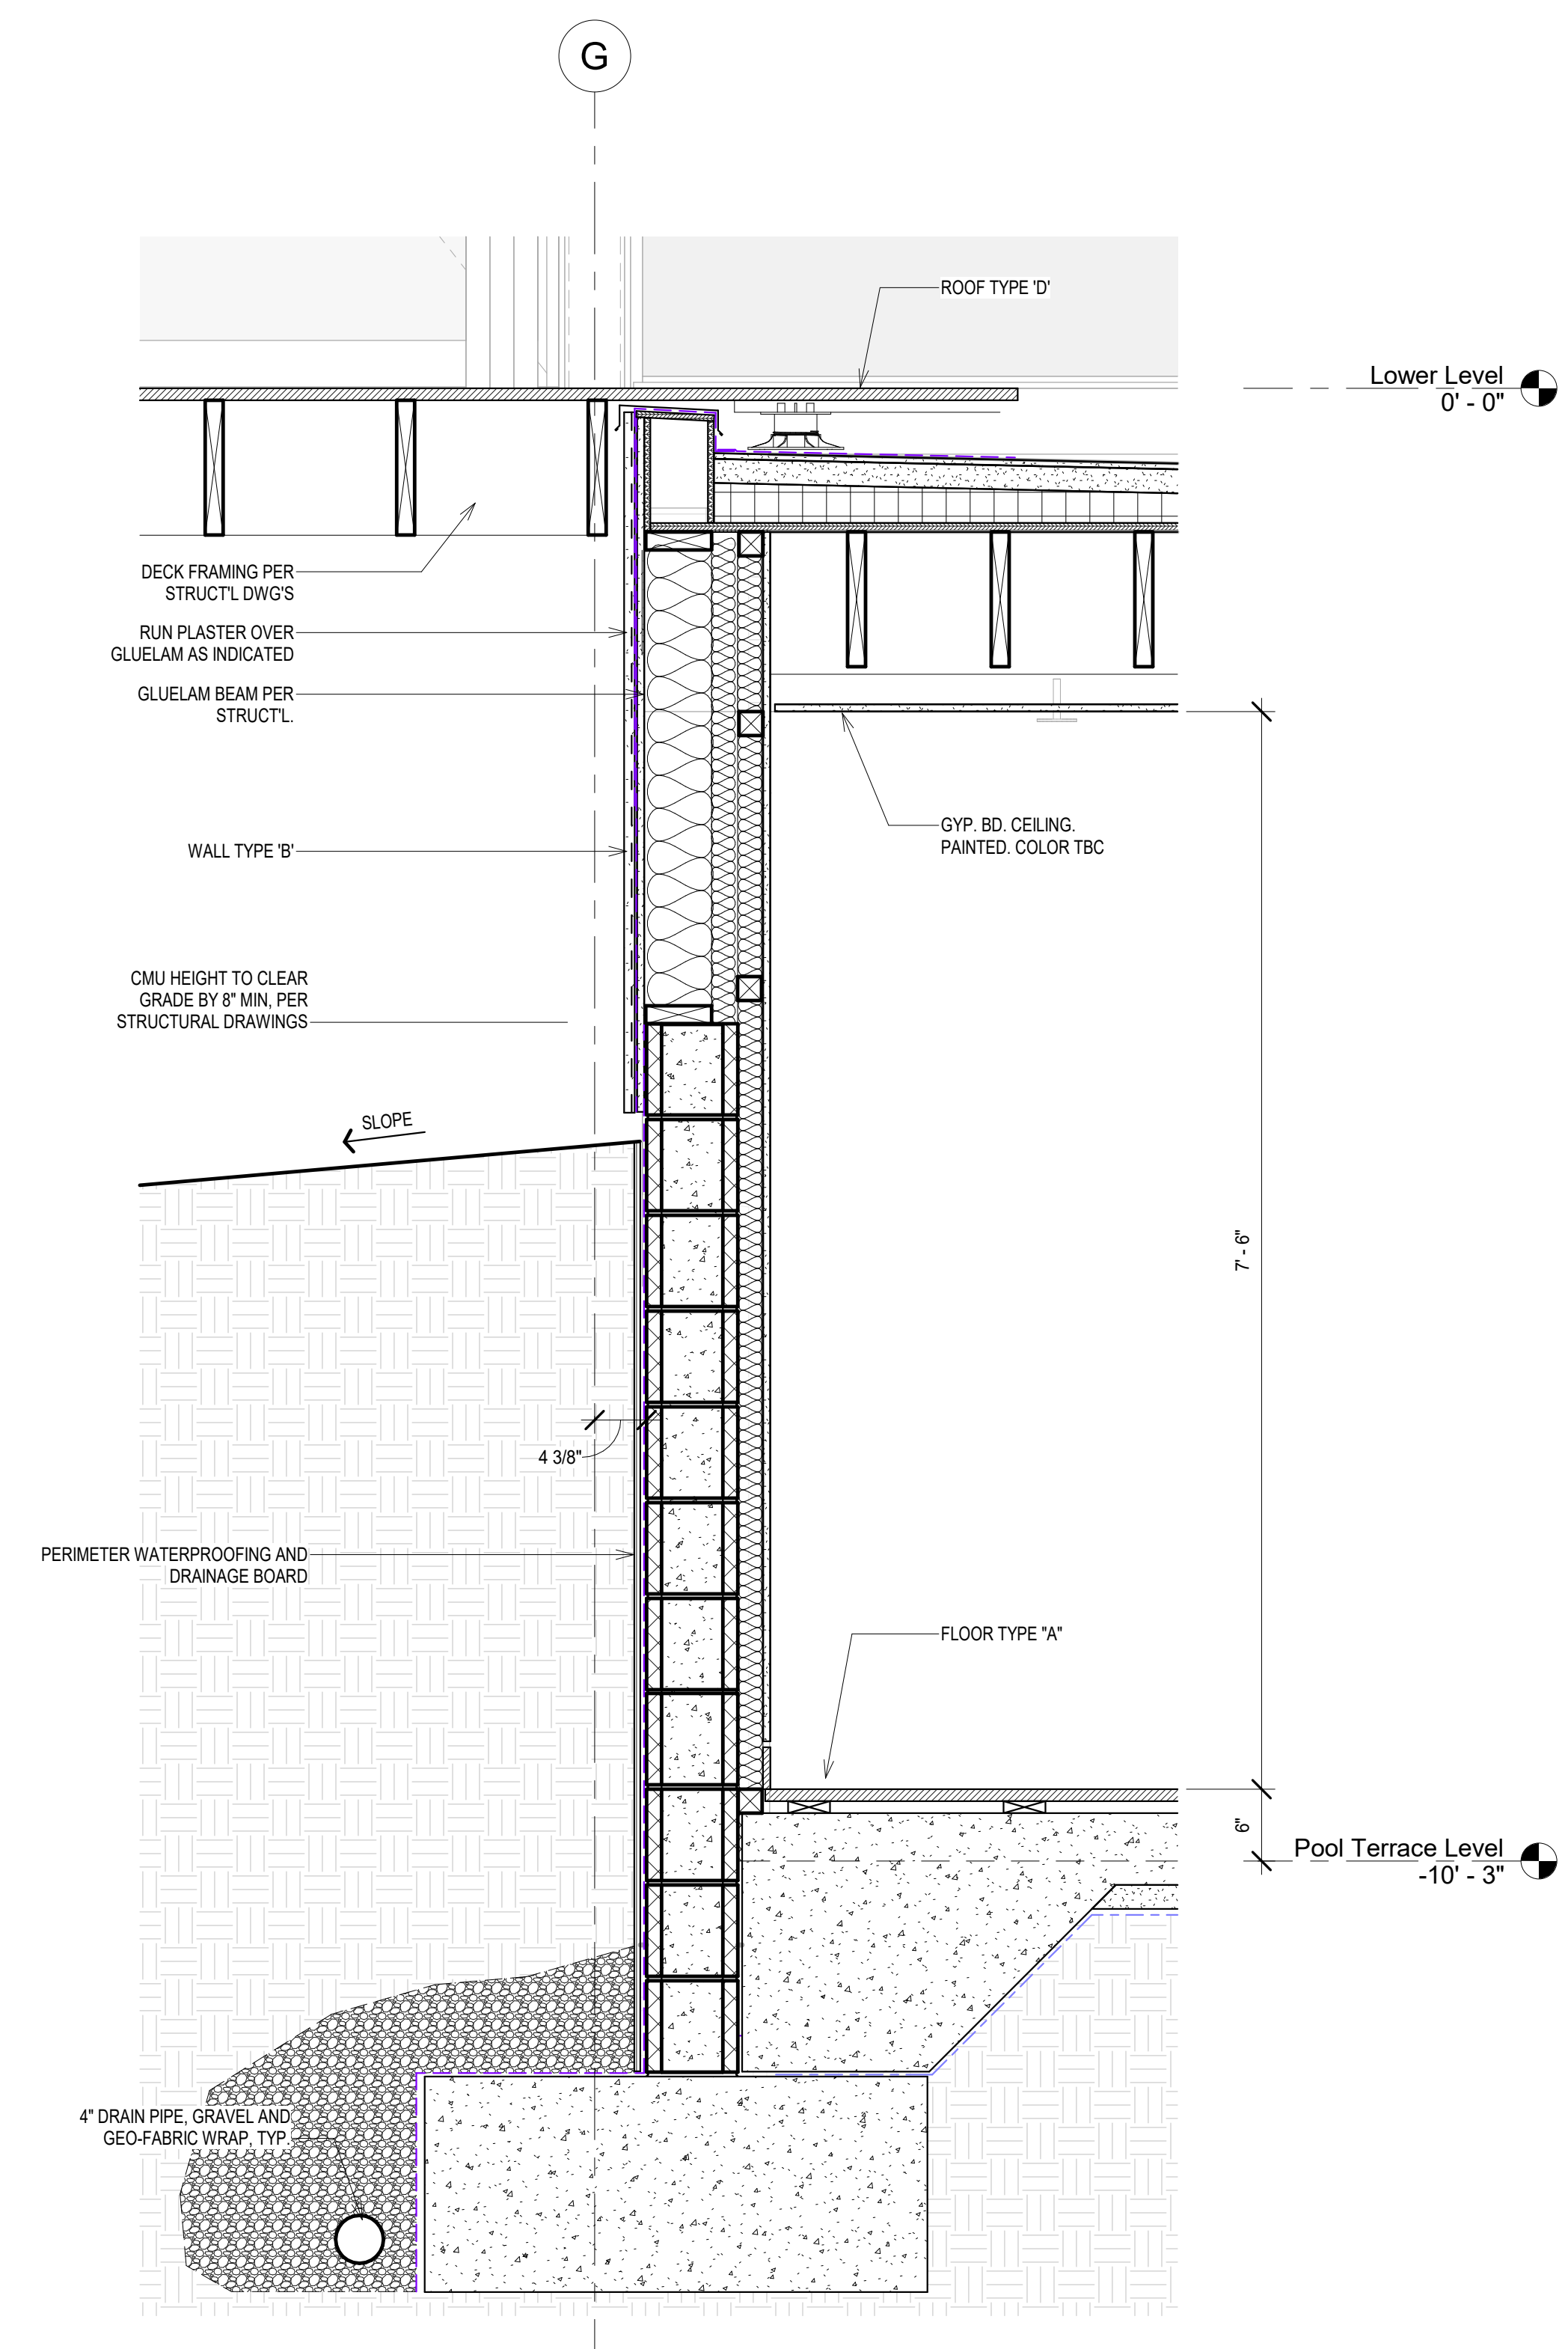 G
ROOF TYPE 'D'
Lower Level
0' - 0"
DECK FRAMING PER
STRUCT'L DWG'S
RUN PLASTER OVER
GLUELAM AS INDICATED
GLUELAM BEAM PER
STRUCT'L.
GYP. BD. CEILING.
PAINTED. COLOR TBC
WALL TYPE 'B'
CMU HEIGHT TO CLEAR
GRADE BY 8" MIN, PER
STRUCTURAL DRAWINGS
SLOPE
7' - 6"
4 3/8"
PERIMETER WATERPROOFING AND
DRAINAGE BOARD
FLOOR TYPE "A"
6"
Pool Terrace Level
-10' - 3"
4" DRAIN PIPE, GRAVEL AND
GEO-FABRIC WRAP, TYP.